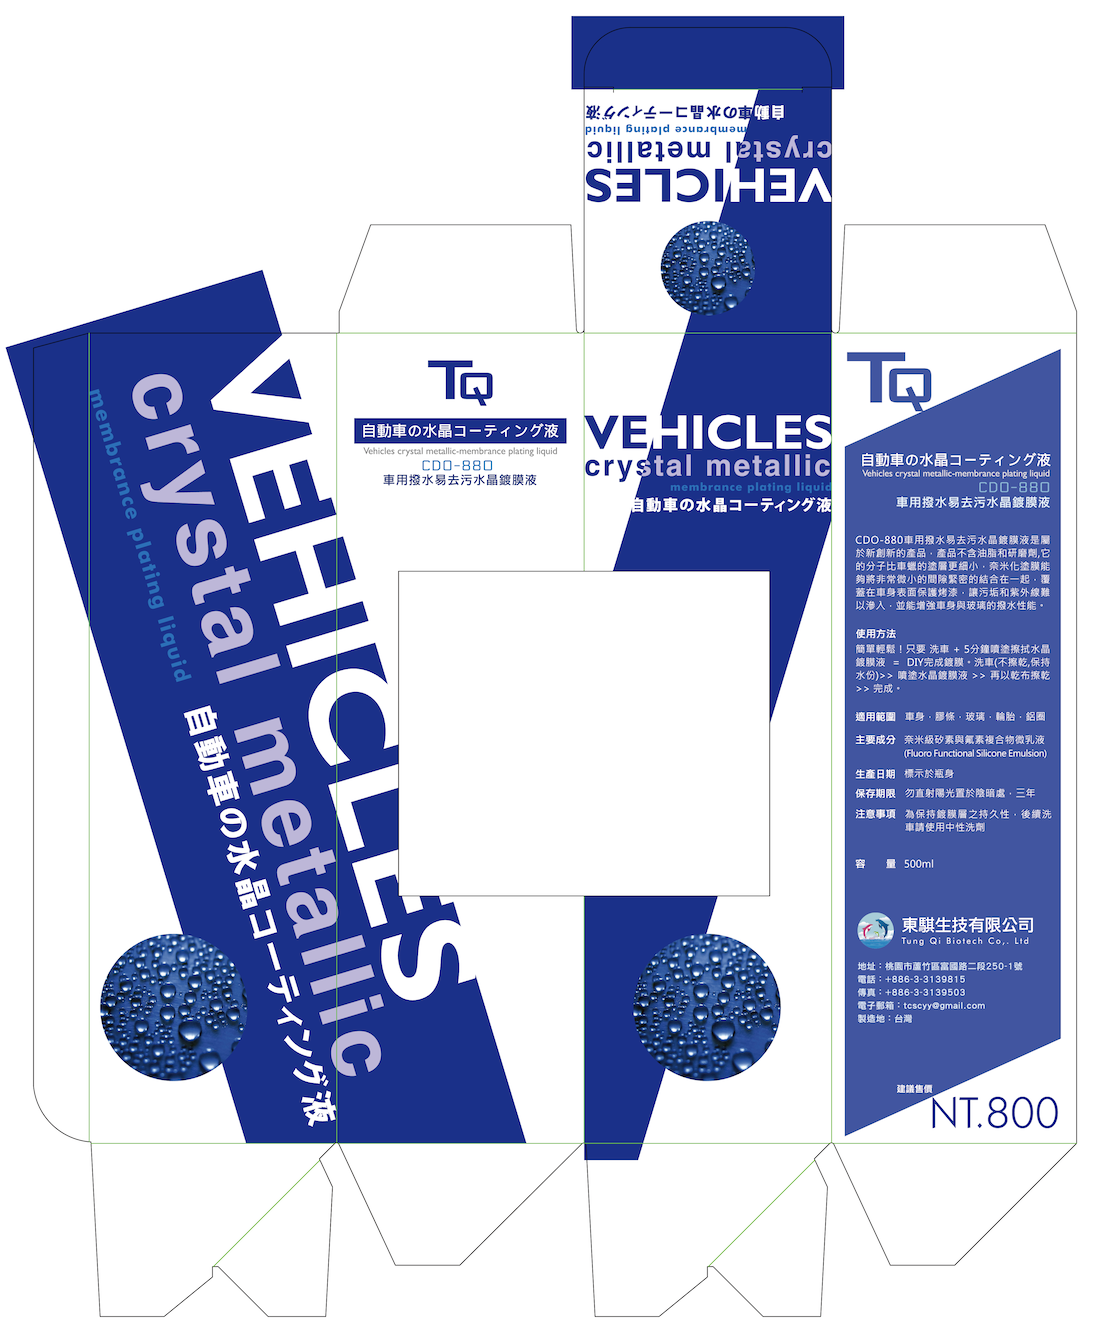 自動車の水晶コーティング液
membrance plating liquid
crystal metallic
VEHICLES
VEHICLES
crystal metallic
membrance plating liquid
自動車の水晶コーティング液
TQ
自動車の水晶コーティング液
Vehicles crystal metallic-membrance plating liquid
CDO-880
車用撥水易去污水晶鍍膜液
VEHICLES
crystal metallic
membrance plating liquid
自動車の水晶コーティング液
TQ
自動車の水晶コーティング液
Vehicles crystal metallic-membrance plating liquid
CDO-880
車用撥水易去污水晶鍍膜液
CDO-880車用撥水易去污水晶鍍膜液是屬
於新創新的產品，產品不含油脂和研磨劑,它
的分子比車蠟的塗層更細小，奈米化塗膜能
夠將非常微小的間隙緊密的結合在一起，覆
蓋在車身表面保護烤漆，讓污垢和紫外線難
以滲入，並能增強車身與玻璃的撥水性能。
使用方法
簡單輕鬆！只要 洗車 + 5分鐘噴塗擦拭水晶
鍍膜液 = DIY完成鍍膜。洗車(不擦乾,保持
水份)>> 噴塗水晶鍍膜液 >> 再以乾布擦乾
>> 完成。
適用範圍 車身，膠條，玻璃，輪胎，鋁圈
主要成分 奈米級矽素與氟素複合物微乳液
(Fluoro Functional Silicone Emulsion)
生產日期 標示於瓶身
保存期限 勿直射陽光置於陰暗處，三年
注意事項 為保持鍍膜層之持久性，後續洗
車請使用中性洗劑
容 量 500ml
東騏生技有限公司
Tung Qi Biotech Co,. Ltd
地址：桃園市蘆竹區富國路二段250-1號
電話：+886-3-3139815
傳真：+886-3-3139503
電子郵箱：tcscyy@gmail.com
製造地：台灣
建議售價
NT.800